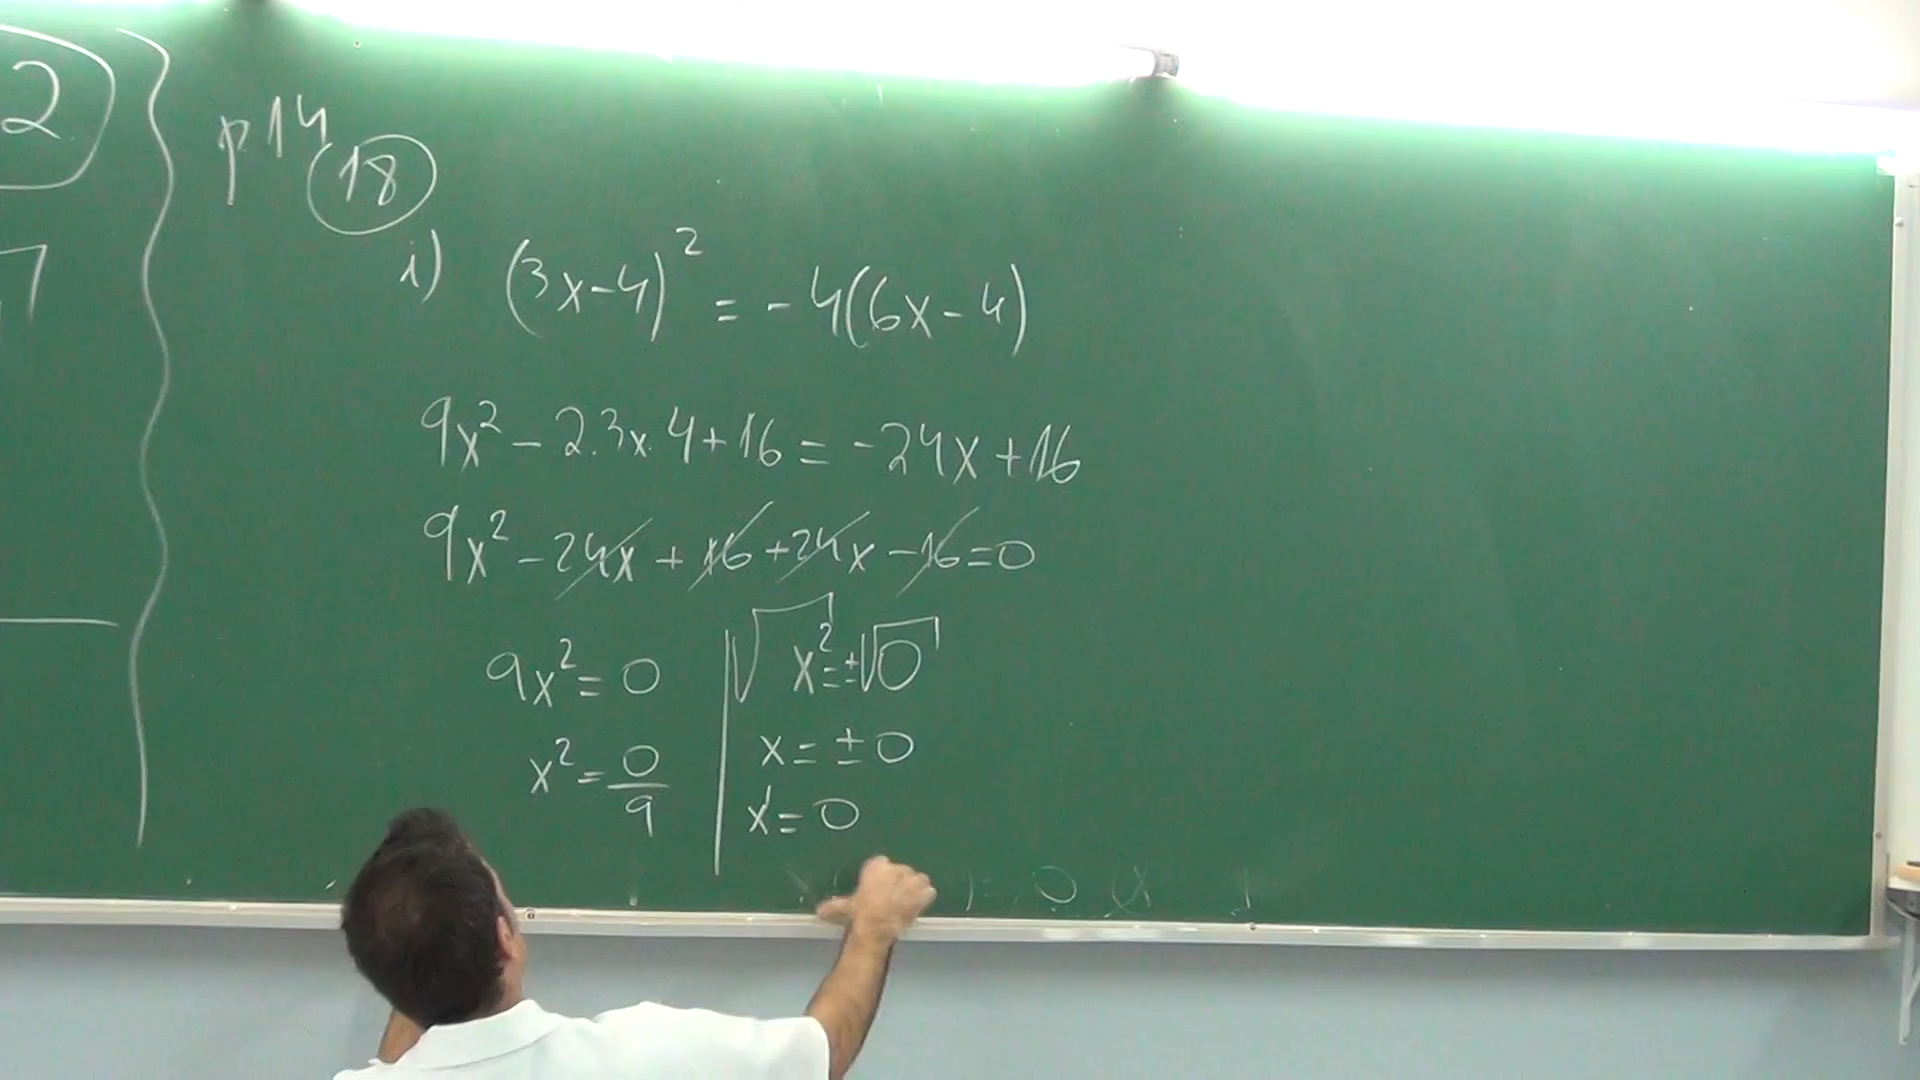 2
7
p14
18
i) (3x-4)² = -4(6x-4)
9x² - 2.3x.4+16 = -24x+16
9x² - 24x + 16 + 24x - 16 = 0
9x² = 0
x² = 0/9
√x² = ±√0
x = ± 0
x' = 0